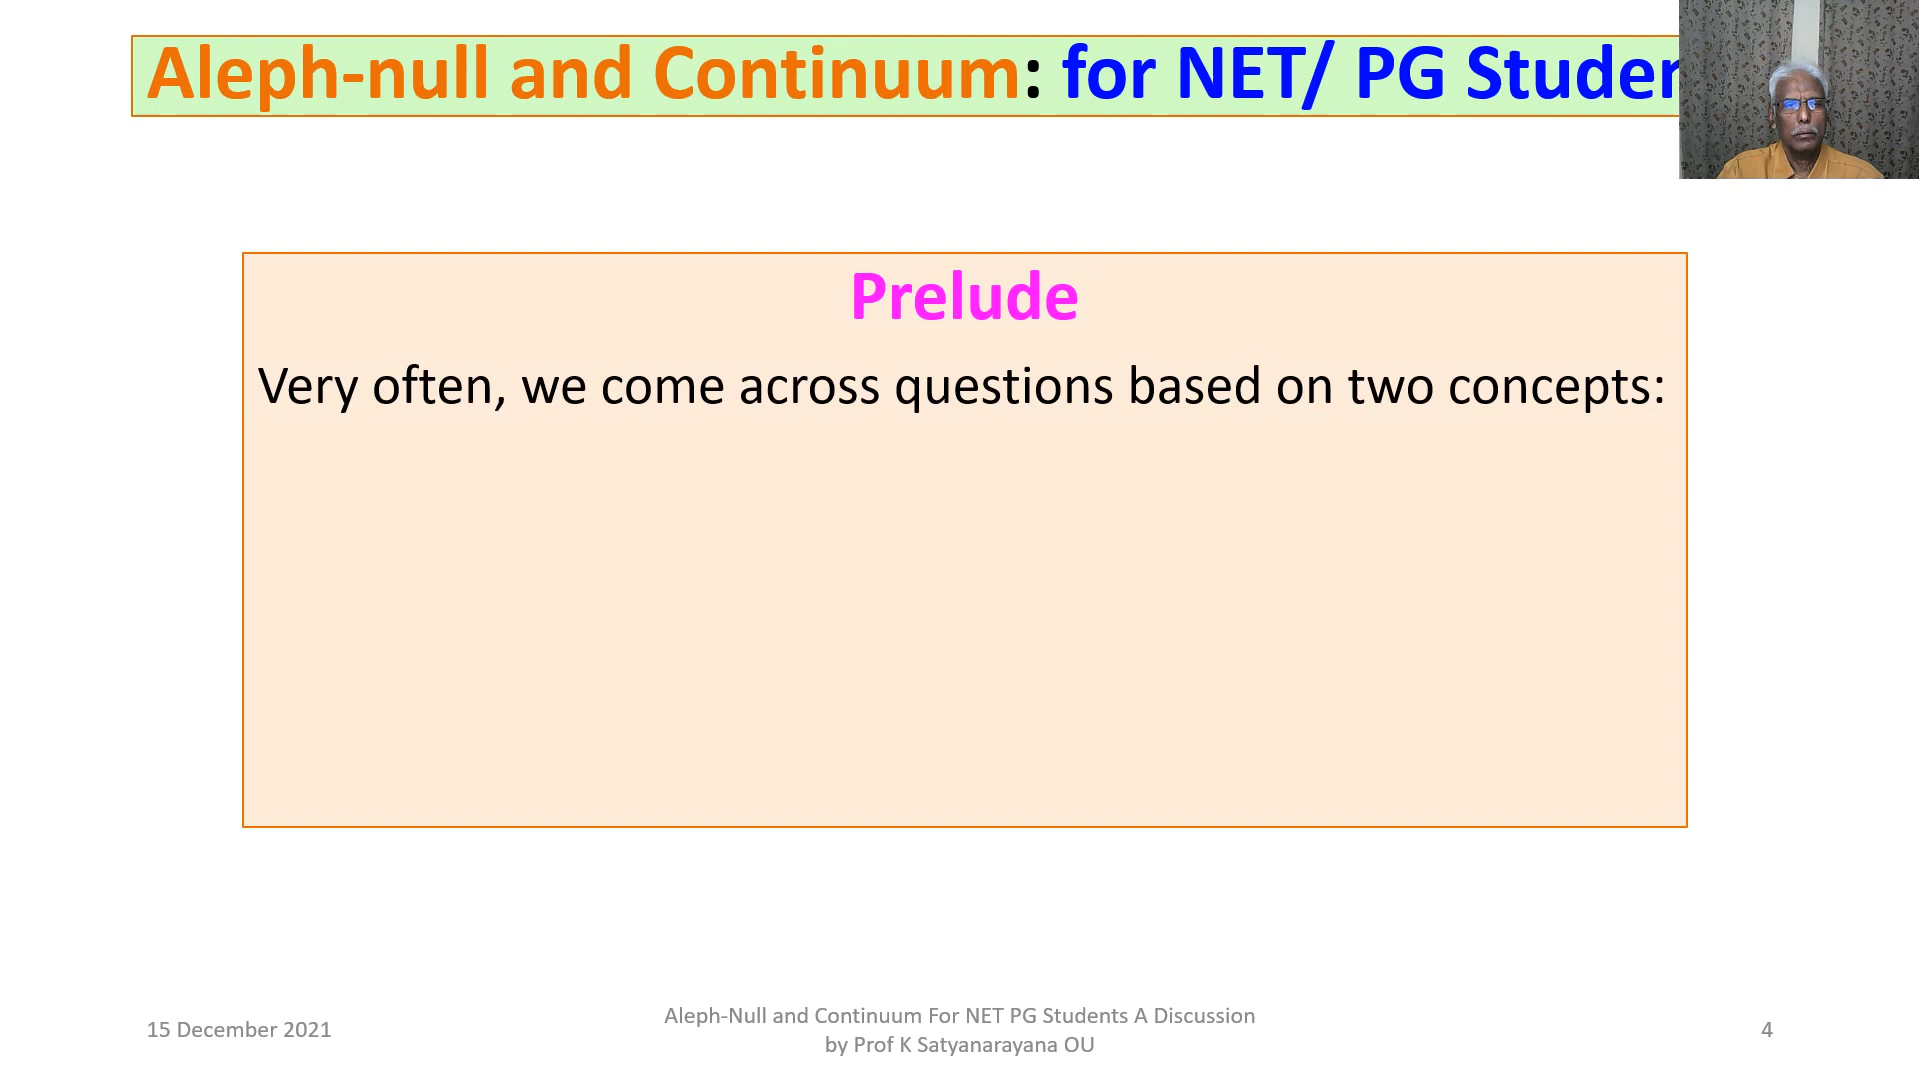 Aleph-null and Continuum: for NET/ PG
Prelude
Very often, we come across questions based on two concepts:
15 December 2021
Aleph-Null and Continuum For NET PG Students A Discussion
by Prof K Satyanarayana OU
4